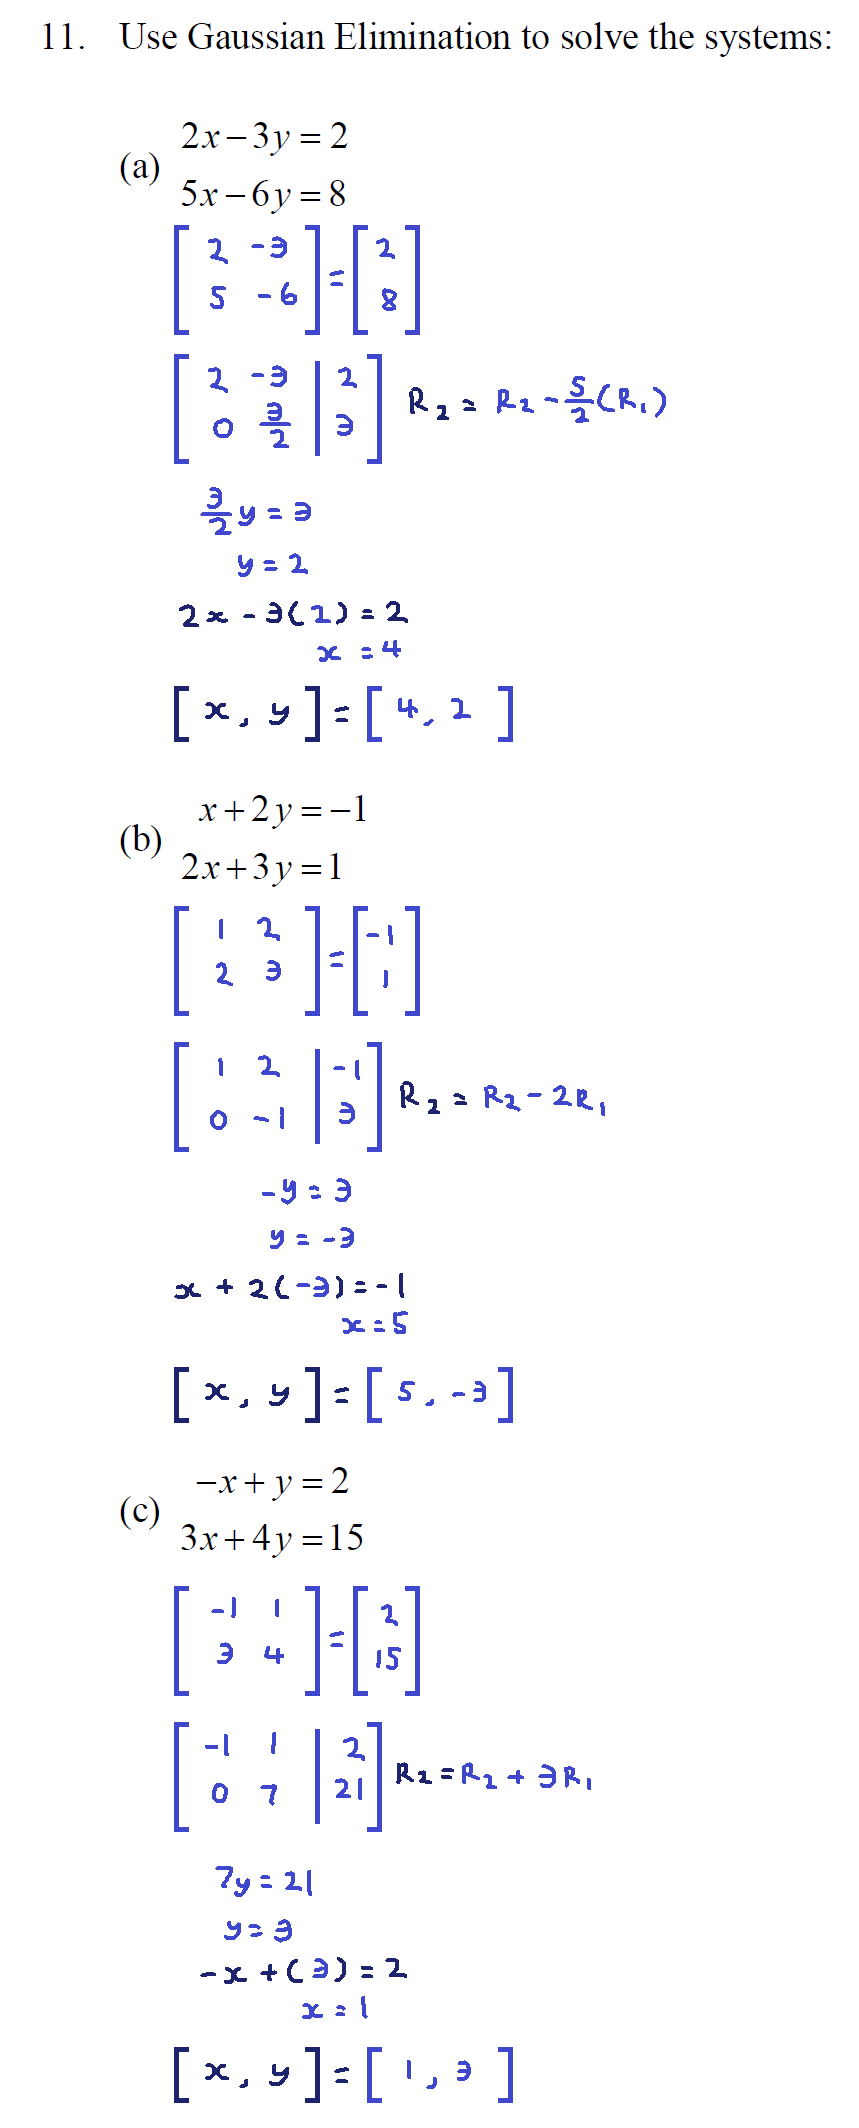 11. Use Gaussian Elimination to solve the systems:
(a)
2x − 3y = 2
5x − 6y = 8
[ 2 -3 ; 5 -6 ] = [ 2 ; 8 ]
[ 2 -3 | 2 ; 0 3/2 | 3 ] R2 = R2 - 5/2(R1)
3/2 y = 3
y = 2
2x - 3(2) = 2
x = 4
[x, y] = [4, 2]
(b)
x + 2y = −1
2x + 3y = 1
[ 1 2 ; 2 3 ] = [ -1 ; 1 ]
[ 1 2 | -1 ; 0 -1 | 3 ] R2 = R2 - 2R1
-y = 3
y = -3
x + 2(-3) = -1
x = 5
[x, y] = [5, -3]
(c)
−x + y = 2
3x + 4y = 15
[ -1 1 ; 3 4 ] = [ 2 ; 15 ]
[ -1 1 | 2 ; 0 7 | 21 ] R2 = R2 + 3R1
7y = 21
y = 3
-x + (3) = 2
x = 1
[x, y] = [1, 3]